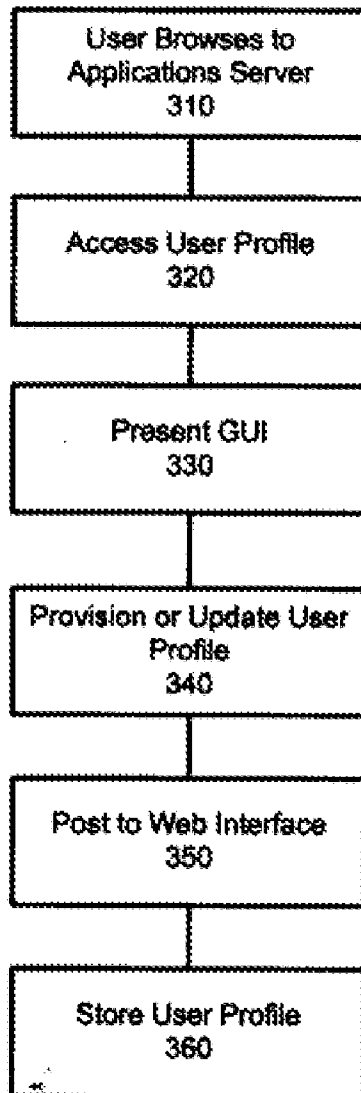 User Browses to
Applications Server
310
Access User Profile
320
Present GUI
330
Provision or Update User
Profile
340
Post to Web Interface
350
Store User Profile
360